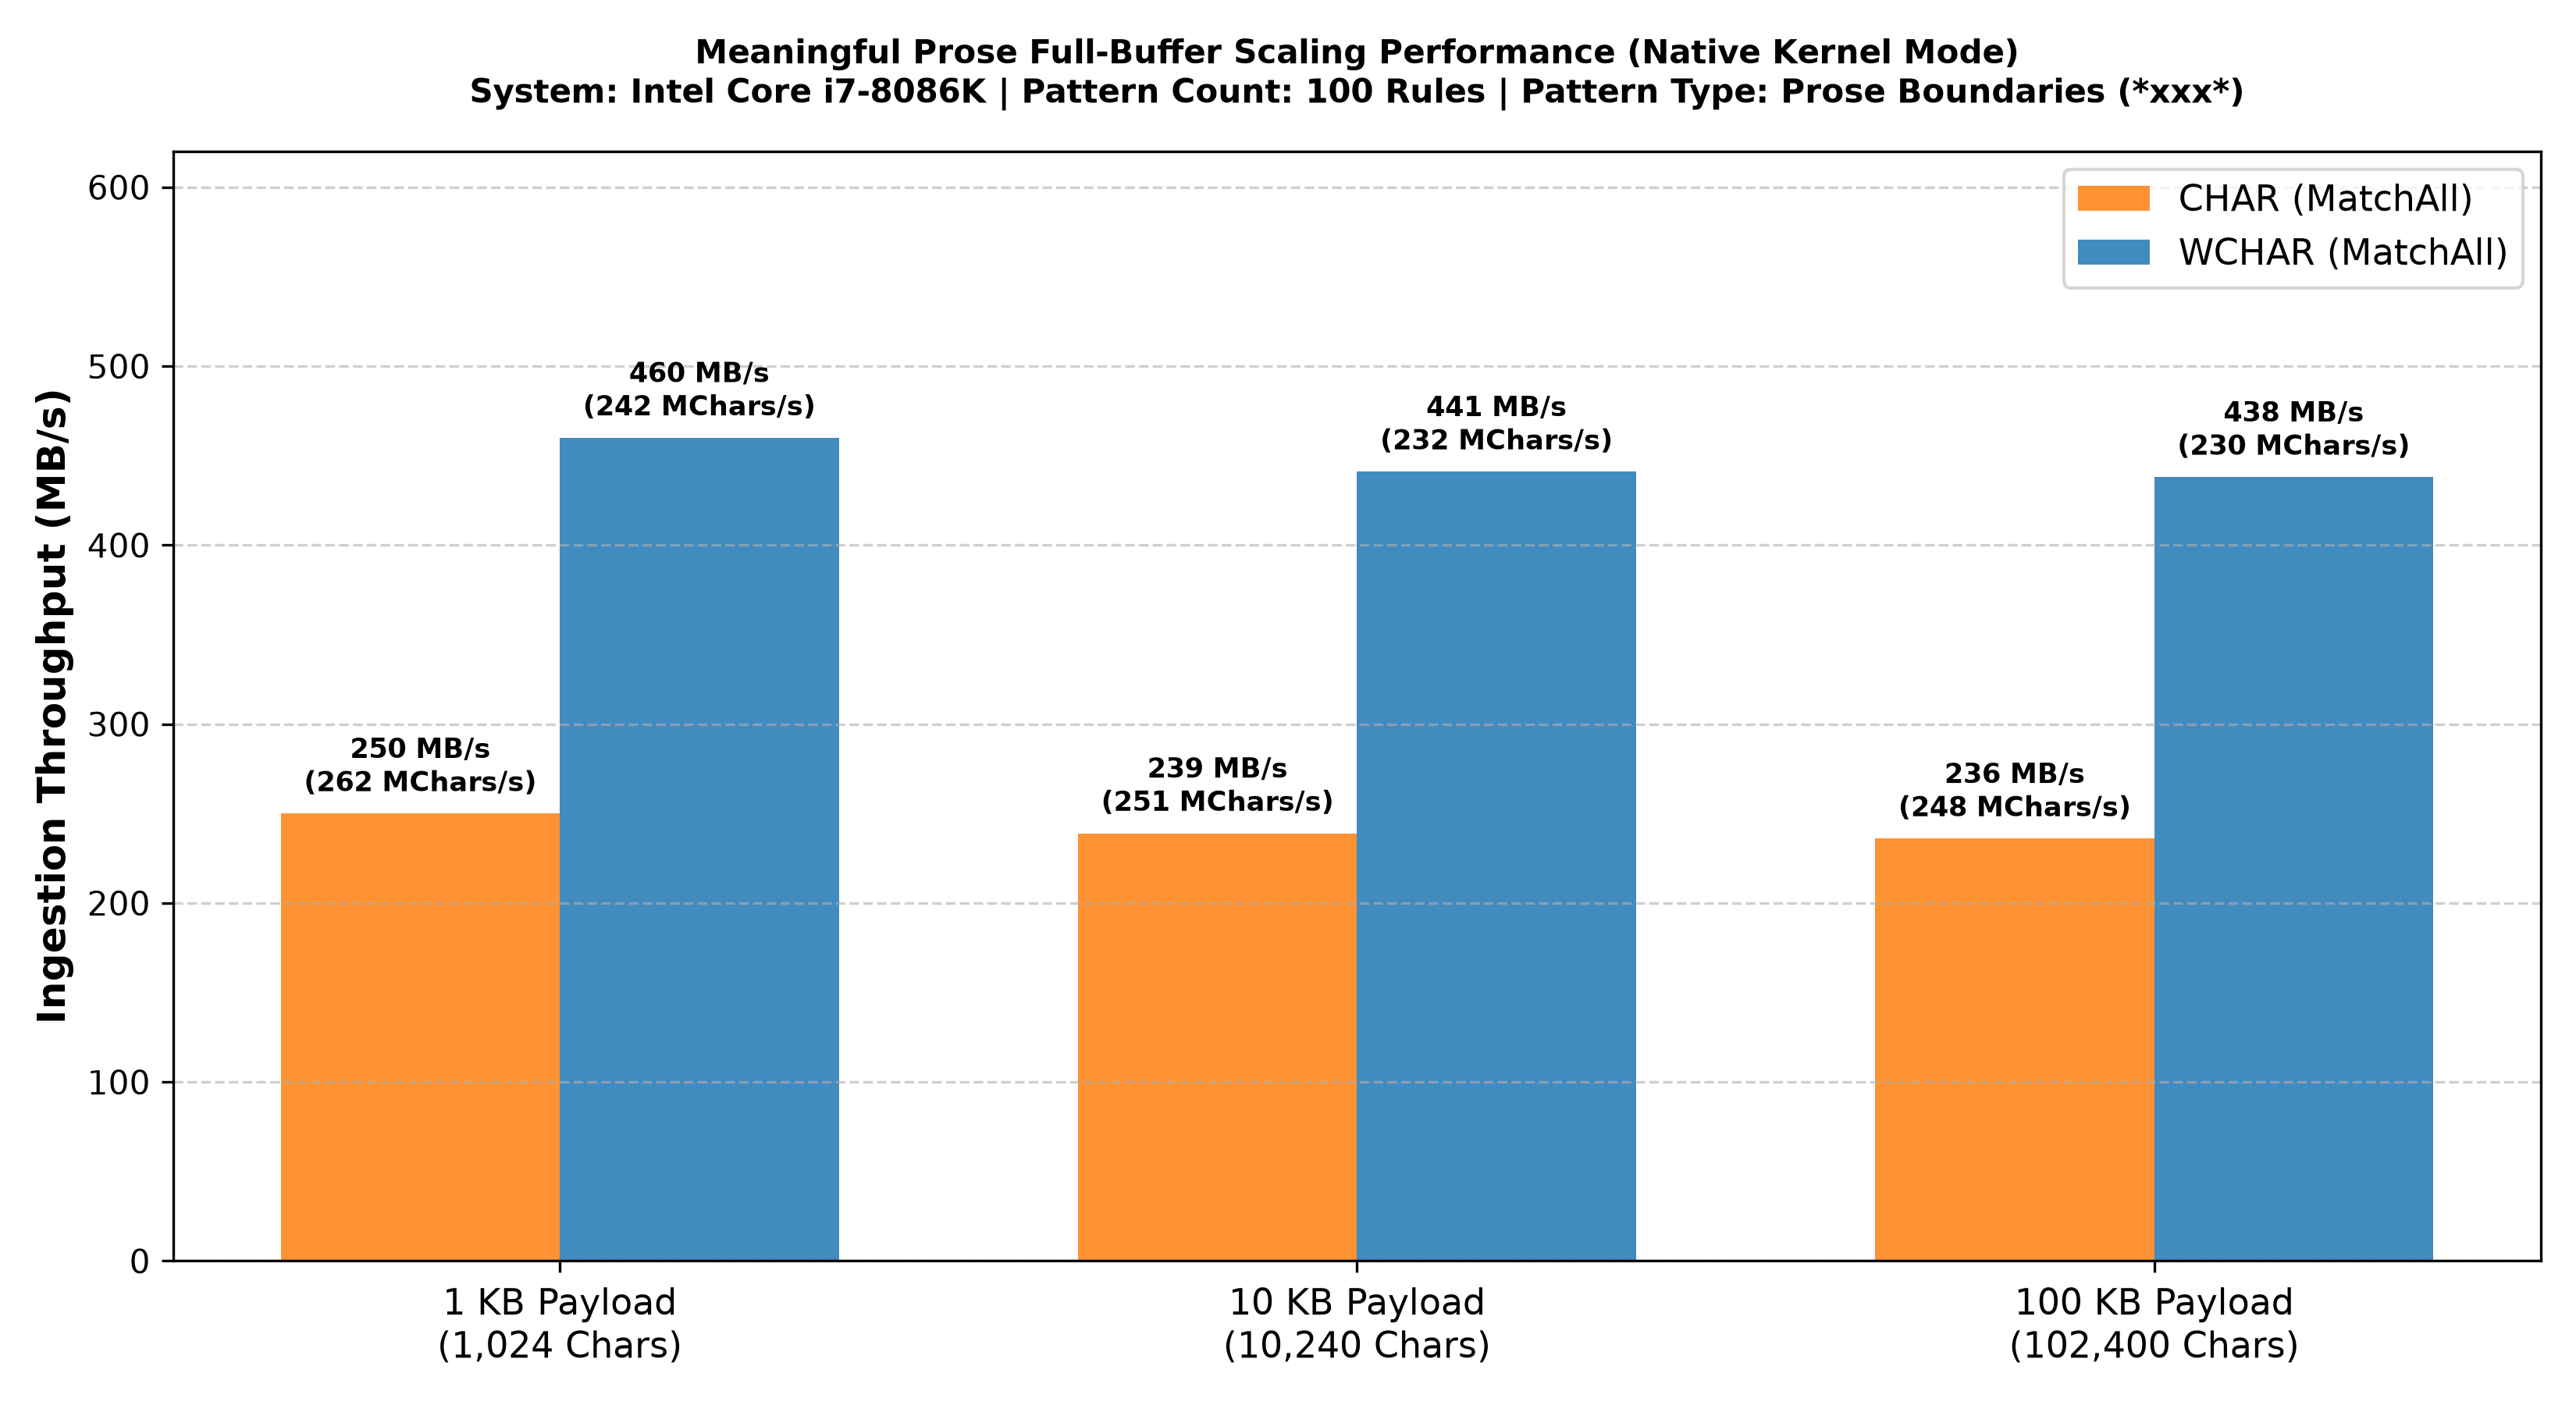 Meaningful Prose Full-Buffer Scaling Performance (Native Kernel Mode)
System: Intel Core i7-8086K | Pattern Count: 100 Rules | Pattern Type: Prose Boundaries (*xxx*)
Ingestion Throughput (MB/s)
600
500
400
300
200
100
0
CHAR (MatchAll)
WCHAR (MatchAll)
250 MB/s
(262 MChars/s)
460 MB/s
(242 MChars/s)
239 MB/s
(251 MChars/s)
441 MB/s
(232 MChars/s)
236 MB/s
(248 MChars/s)
438 MB/s
(230 MChars/s)
1 KB Payload
(1,024 Chars)
10 KB Payload
(10,240 Chars)
100 KB Payload
(102,400 Chars)